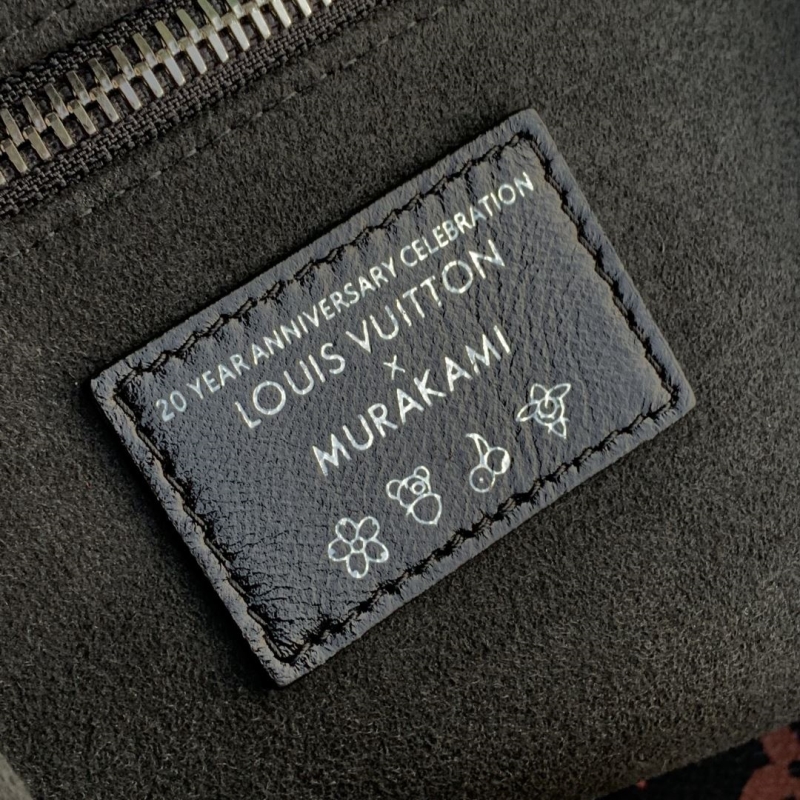 20 YEAR ANNIVERSARY CELEBRATION
LOUIS VUITTON
×
MURAKAMI